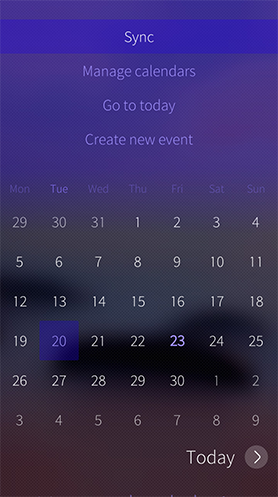 Sync
Manage calendars
Go to today
Create new event
Mon Tue Wed Thu Fri Sat Sun
29 30 31 1 2 3 4
5 6 7 8 9 10 11
12 13 14 15 16 17 18
19 20 21 22 23 24 25
26 27 28 29 30 1 2
3 4 5 6 7 8 9
Today